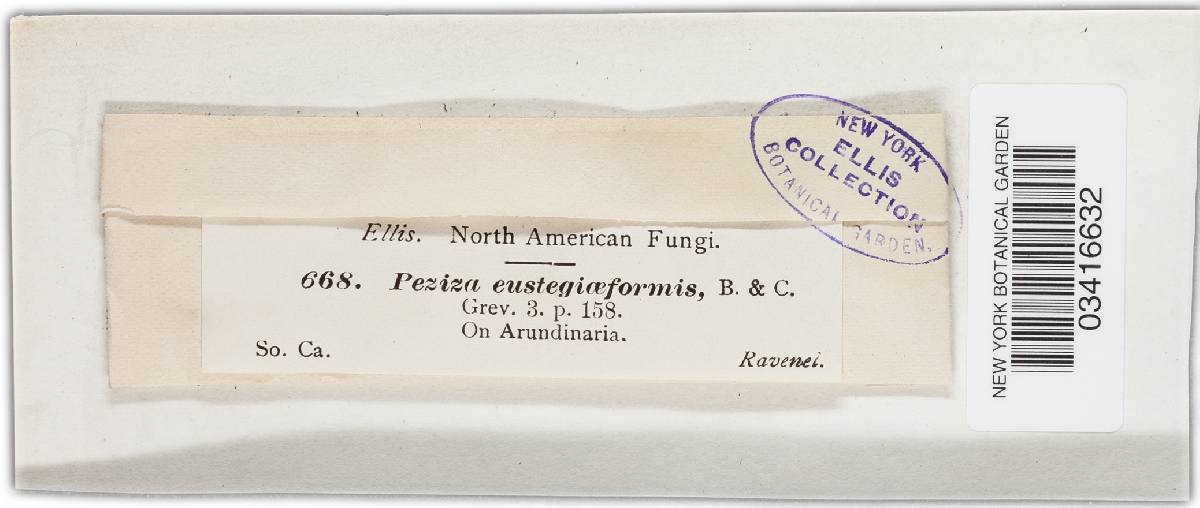 NEW YORK
ELLIS
COLLECTION
BOTANICAL GARDEN.
Ellis. North American Fungi.
668. Peziza eustegiæformis, B. & C.
Grev. 3. p. 158.
On Arundinaria.
So. Ca.
Ravenel.
NEW YORK BOTANICAL GARDEN
03416632